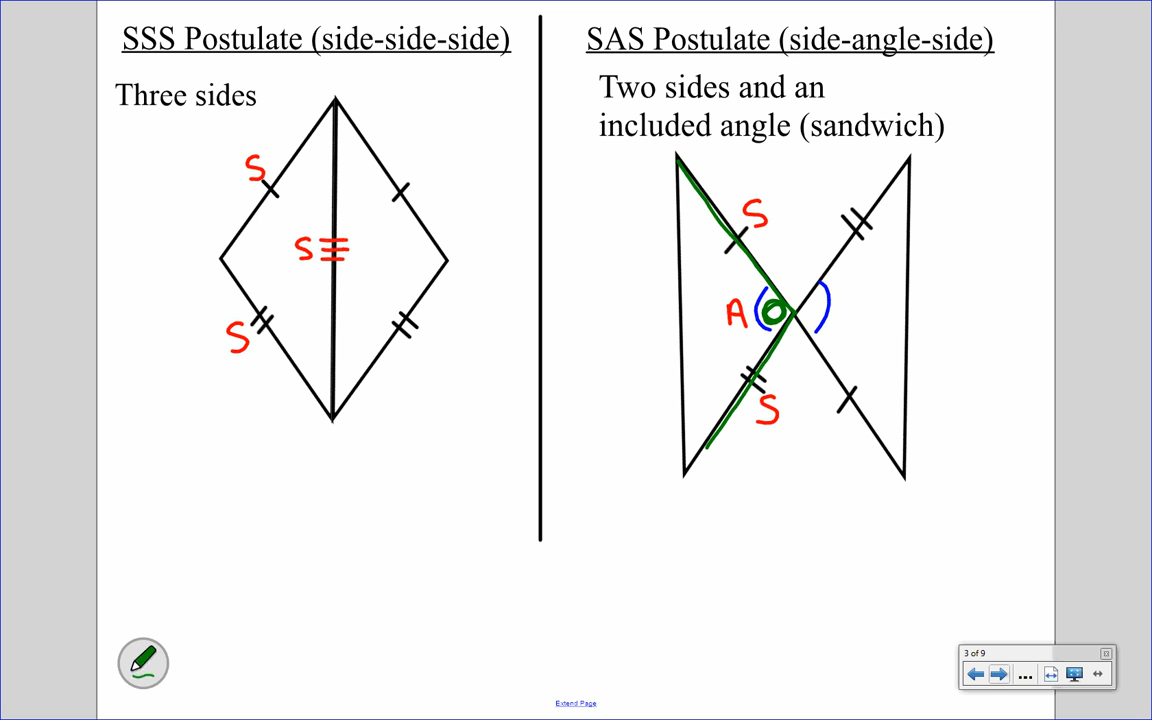 SSS Postulate (side-side-side)
Three sides
S
S
S
SAS Postulate (side-angle-side)
Two sides and an
included angle (sandwich)
S
A
S
3 of 9
...
Extend Page